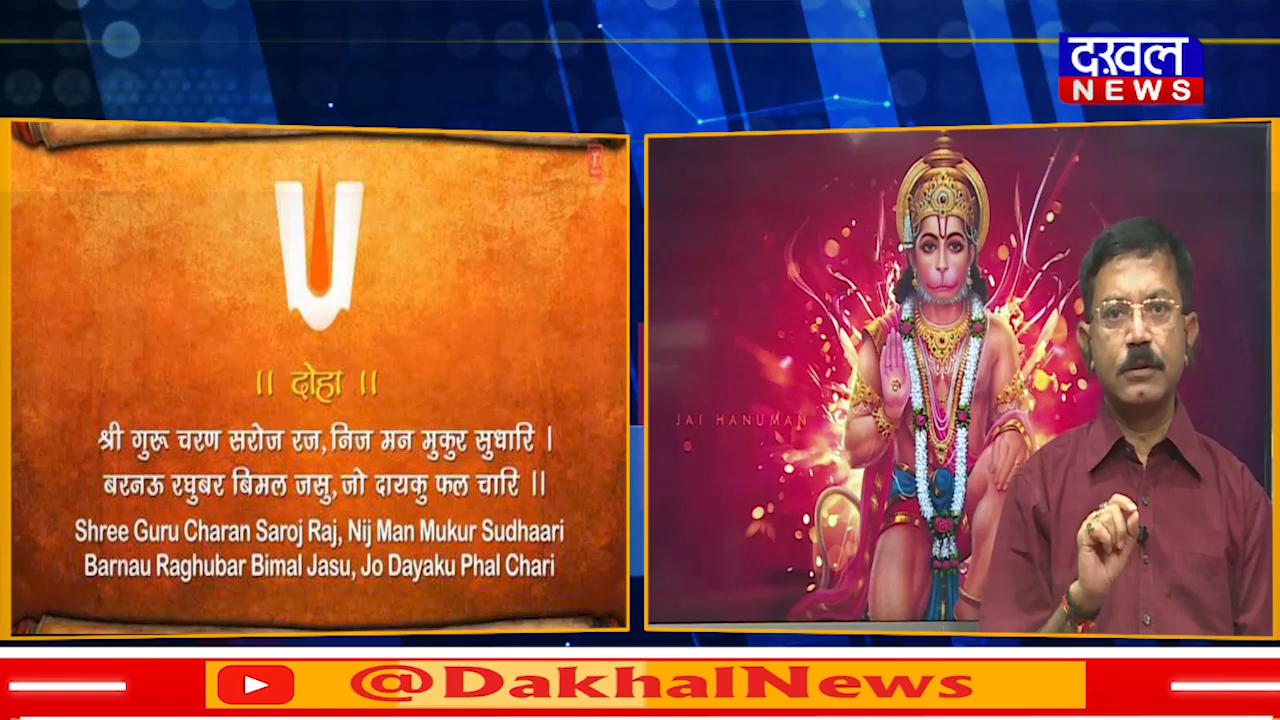 दख़ल
NEWS
।। दोहा ।।
श्री गुरू चरण सरोज रज, निज मन मुकुर सुधारि ।
बरनऊ रघुबर बिमल जसु, जो दायकु फल चारि ।।
Shree Guru Charan Saroj Raj, Nij Man Mukur Sudhaari
Barnau Raghubar Bimal Jasu, Jo Dayaku Phal Chari
JAI HANUMAN
@DakhalNews